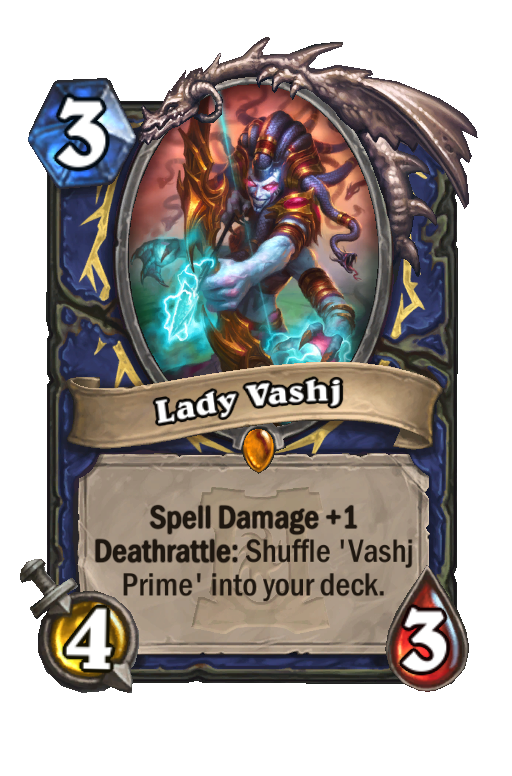 3
Lady Vashj
Spell Damage +1
Deathrattle: Shuffle 'Vashj
Prime' into your deck.
4
3